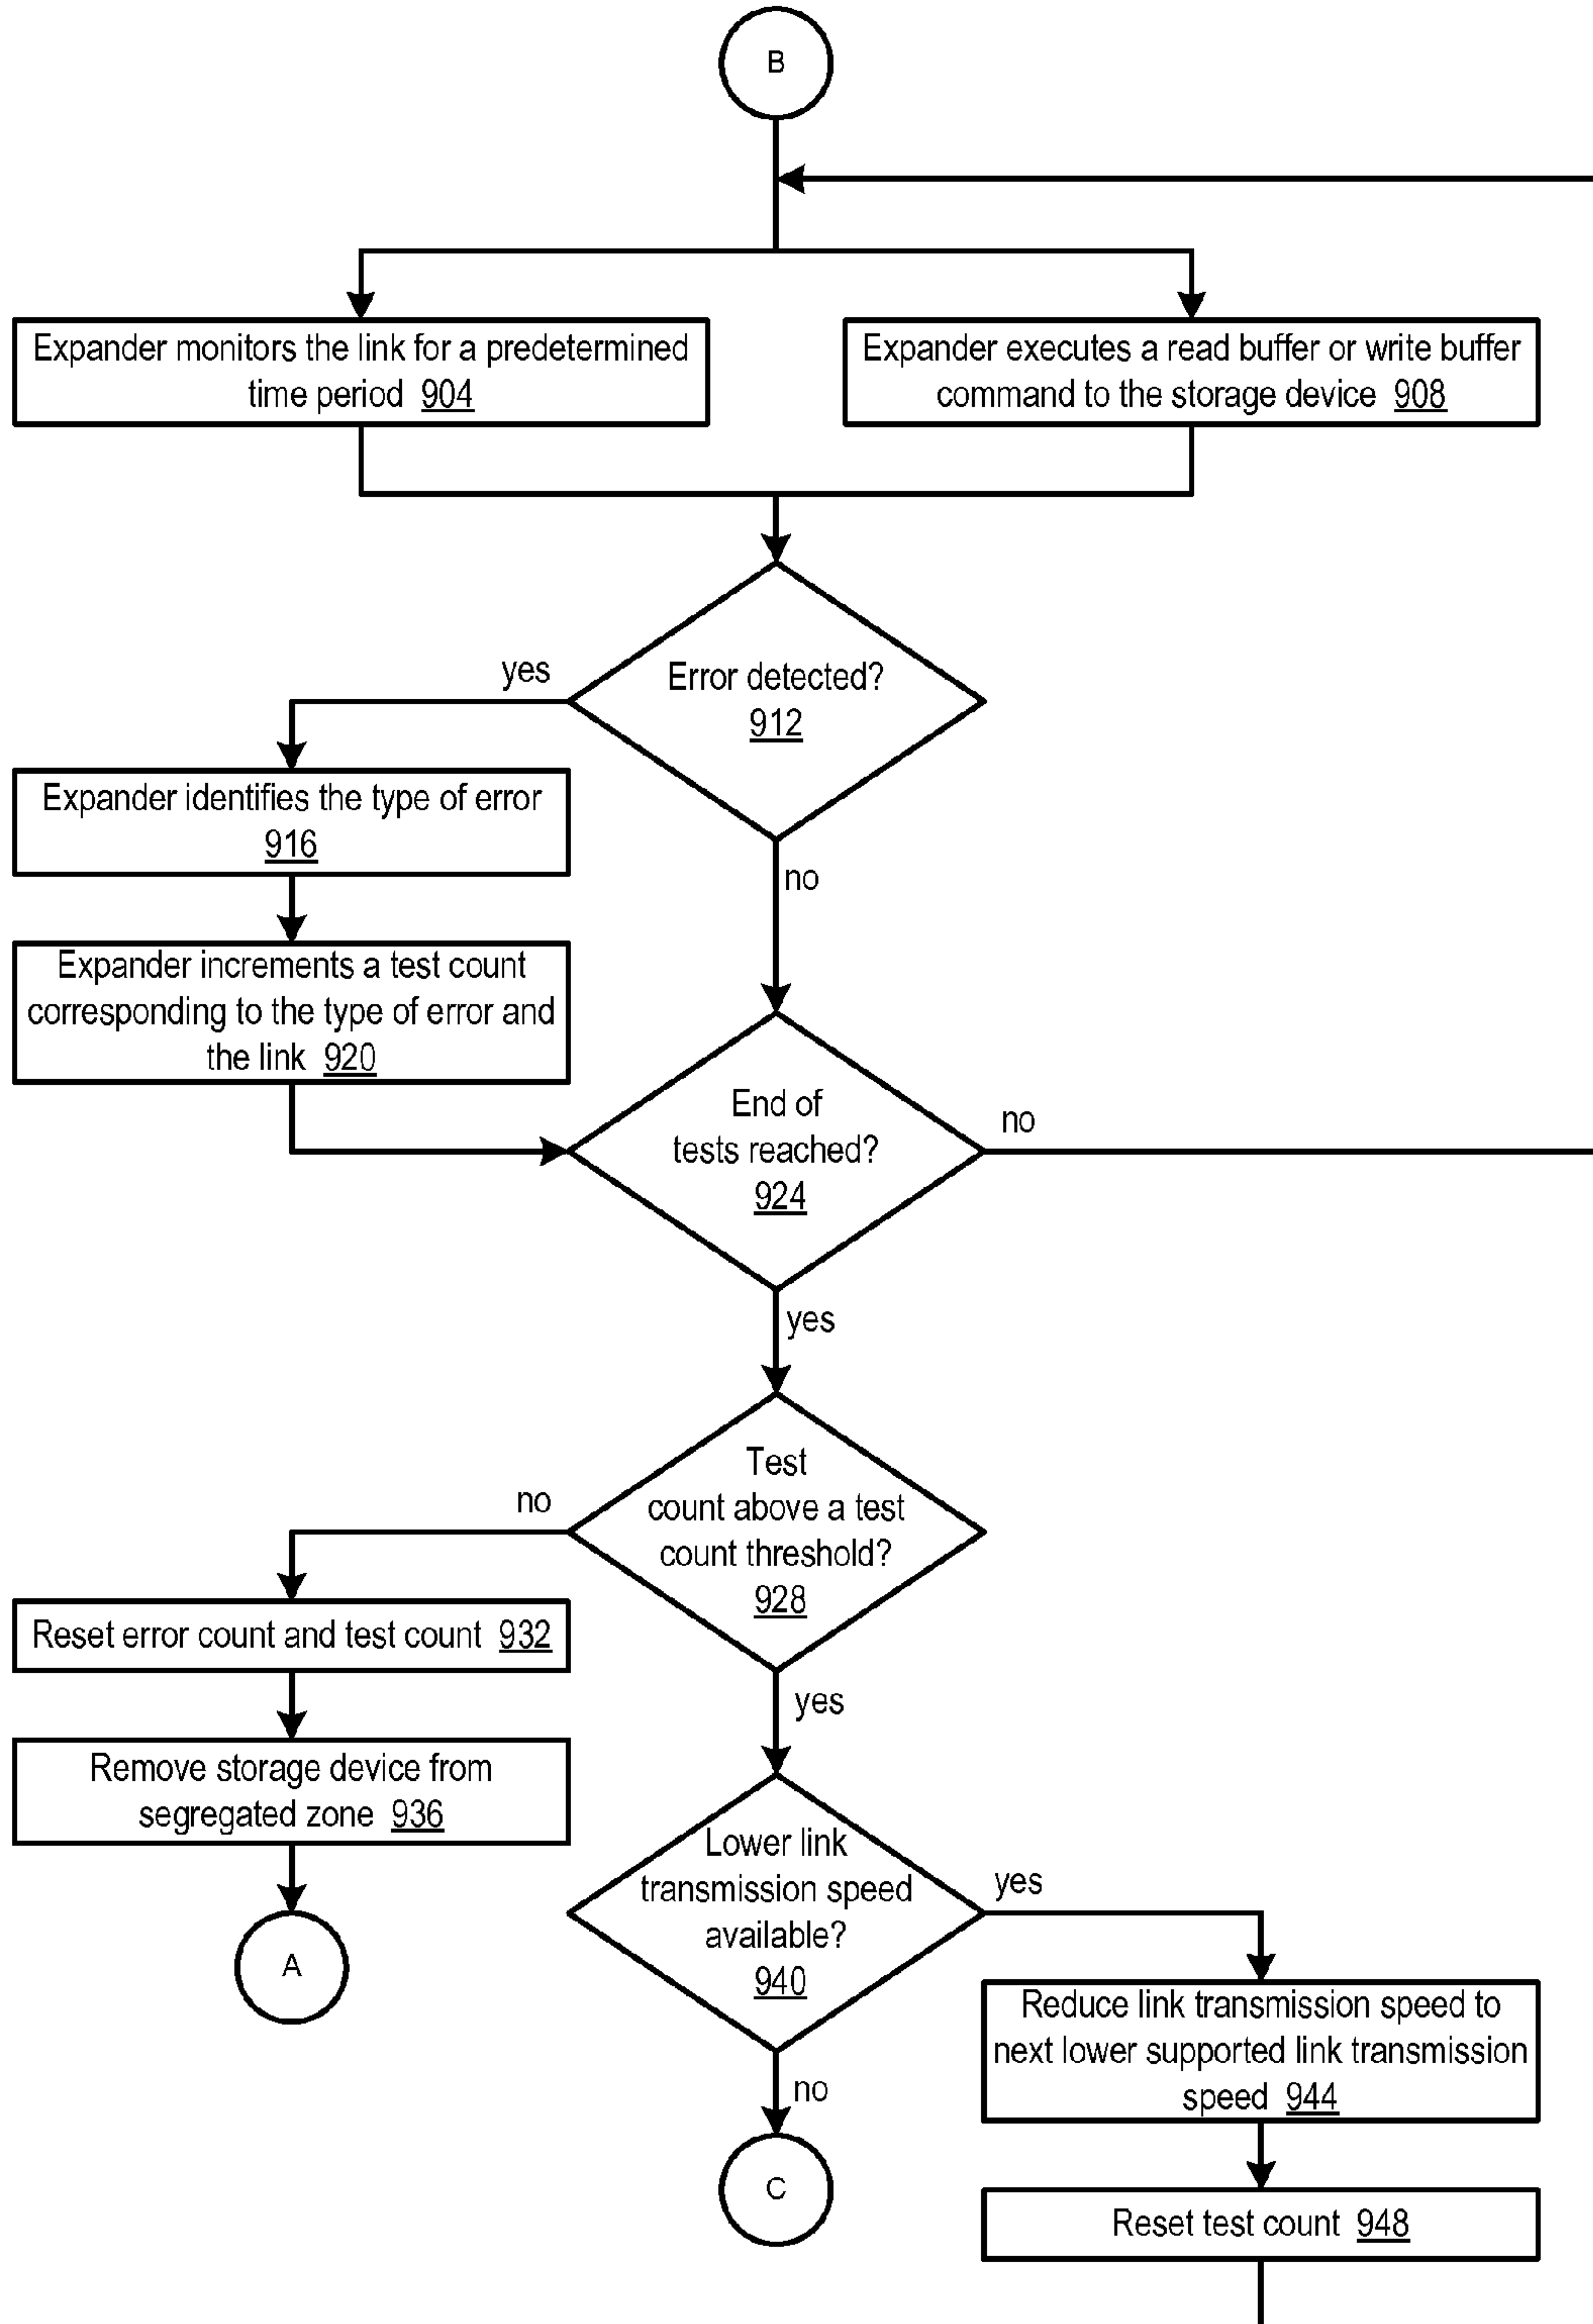 B
Expander monitors the link for a predetermined
time period 904
Expander executes a read buffer or write buffer
command to the storage device 908
yes
Error detected?
912
Expander identifies the type of error
916
no
Expander increments a test count
corresponding to the type of error and
the link 920
End of
tests reached?
924
no
yes
Test
count above a test
count threshold?
928
no
Reset error count and test count 932
yes
Remove storage device from
segregated zone 936
Lower link
transmission speed
available?
940
yes
A
Reduce link transmission speed to
next lower supported link transmission
speed 944
no
C
Reset test count 948